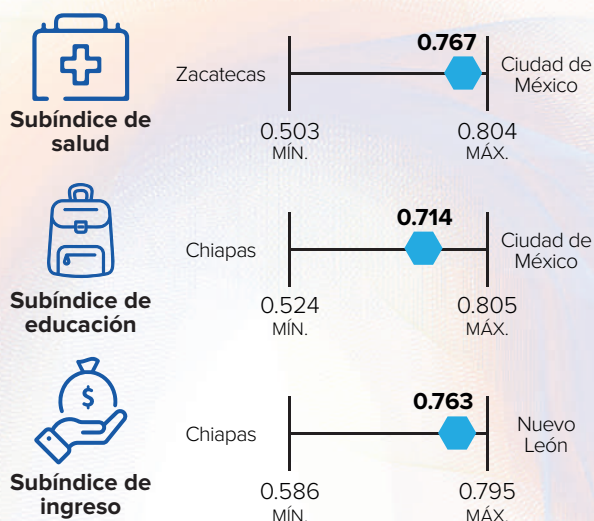 0.767
Zacatecas
Ciudad de
México
Subíndice de
salud
0.503
MÍN.
0.804
MÁX.
0.714
Chiapas
Ciudad de
México
Subíndice de
educación
0.524
MÍN.
0.805
MÁX.
$
0.763
Chiapas
Nuevo
León
Subíndice de
ingreso
0.586
MÍN.
0.795
MÁX.